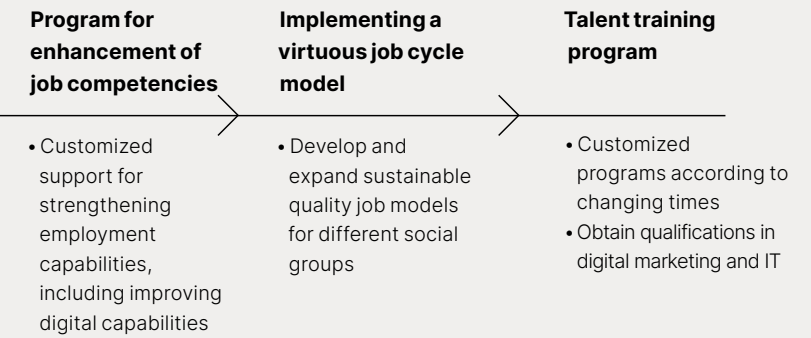 Program for
enhancement of
job competencies
• Customized
support for
strengthening
employment
capabilities,
including improving
digital capabilities
Implementing a
virtuous job cycle
model
• Develop and
expand sustainable
quality job models
for different social
groups
Talent training
program
• Customized
programs according to
changing times
• Obtain qualifications in
digital marketing and IT